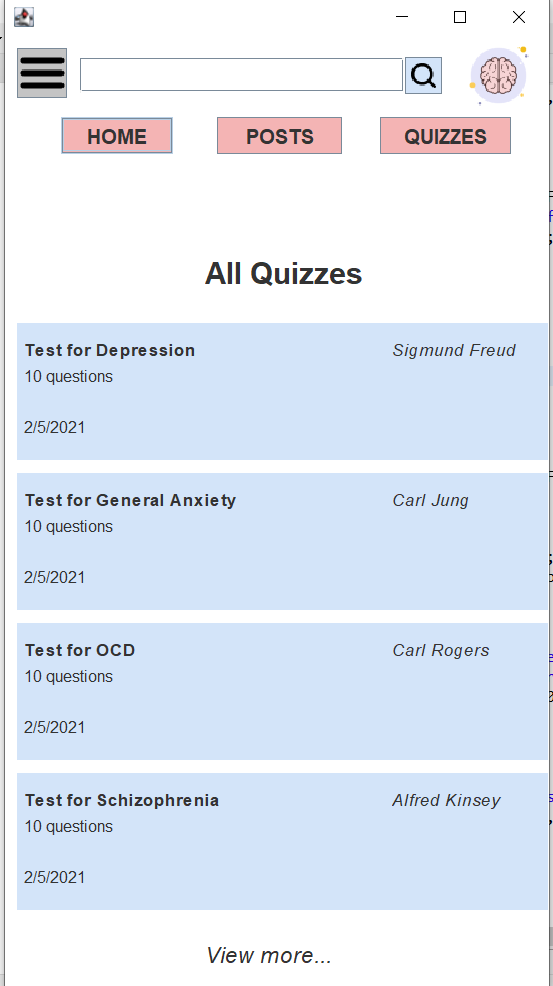 HOME POSTS QUIZZES
All Quizzes
Test for Depression Sigmund Freud
10 questions
2/5/2021
Test for General Anxiety Carl Jung
10 questions
2/5/2021
Test for OCD Carl Rogers
10 questions
2/5/2021
Test for Schizophrenia Alfred Kinsey
10 questions
2/5/2021
View more...